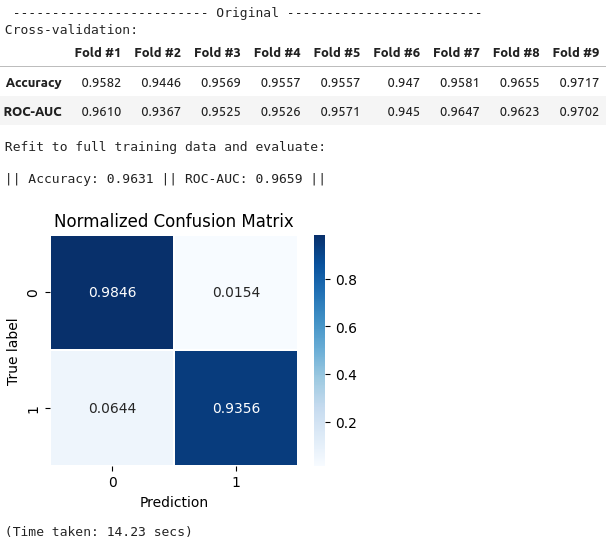 ------------------------- Original -------------------------
Cross-validation:
Fold #1 Fold #2 Fold #3 Fold #4 Fold #5 Fold #6 Fold #7 Fold #8 Fold #9
Accuracy 0.9582 0.9446 0.9569 0.9557 0.9557 0.947 0.9581 0.9655 0.9717
ROC-AUC 0.9610 0.9367 0.9525 0.9526 0.9571 0.945 0.9647 0.9623 0.9702
Refit to full training data and evaluate:
|| Accuracy: 0.9631 || ROC-AUC: 0.9659 ||
Normalized Confusion Matrix
0 0.9846 0.0154
0.8
0.6
True label
0.4
1 0.0644 0.9356
0.2
0 1
Prediction
(Time taken: 14.23 secs)